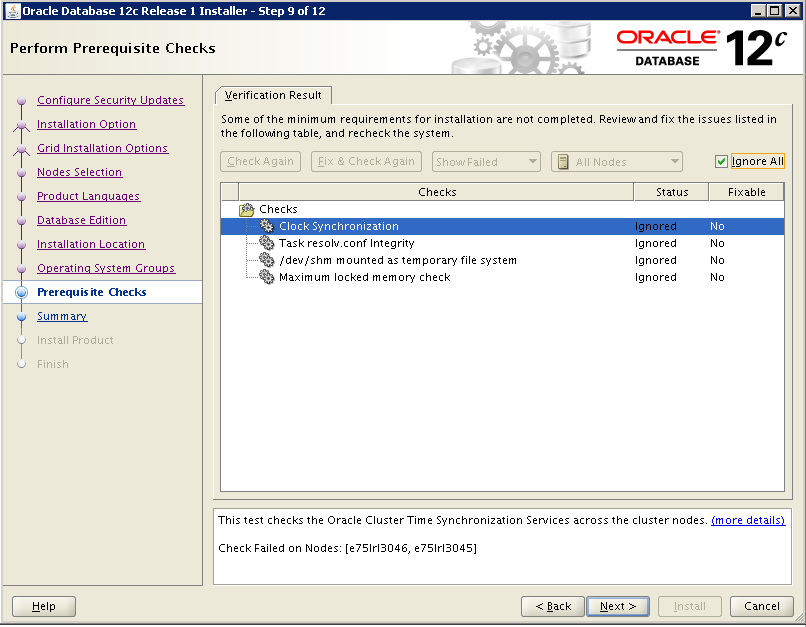 Oracle Database 12c Release 1 Installer - Step 9 of 12
Perform Prerequisite Checks
ORACLE
DATABASE
12c
Configure Security Updates
Installation Option
Grid Installation Options
Nodes Selection
Product Languages
Database Edition
Installation Location
Operating System Groups
Prerequisite Checks
Summary
Install Product
Finish
Verification Result
Some of the minimum requirements for installation are not completed. Review and fix the issues listed in
the following table, and recheck the system.
Check Again Fix & Check Again Show Failed All Nodes Ignore All
Checks Status Fixable
Checks
Clock Synchronization Ignored No
Task resolv.conf Integrity Ignored No
/dev/shm mounted as temporary file system Ignored No
Maximum locked memory check Ignored No
This test checks the Oracle Cluster Time Synchronization Services across the cluster nodes. (more details)
Check Failed on Nodes: [e75lrl3046, e75lrl3045]
Help < Back Next > Install Cancel